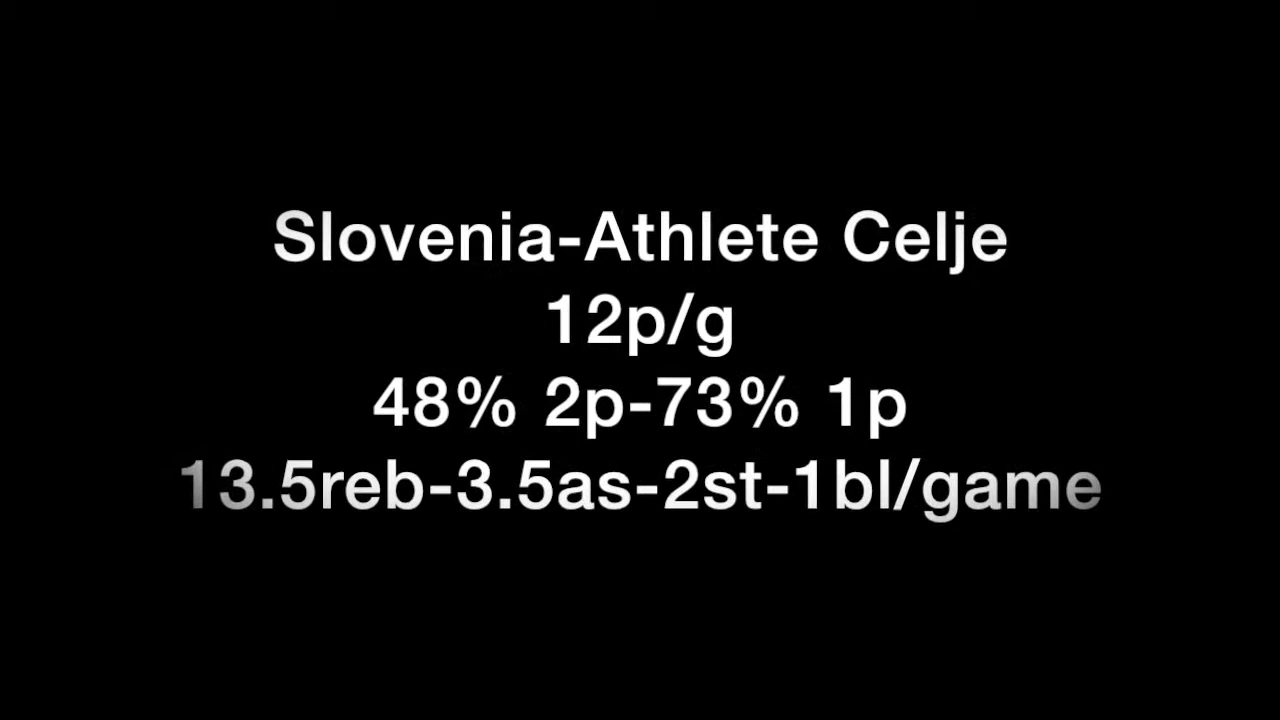 Slovenia-Athlete Celje
12p/g
48% 2p-73% 1p
13.5reb-3.5as-2st-1bl/game